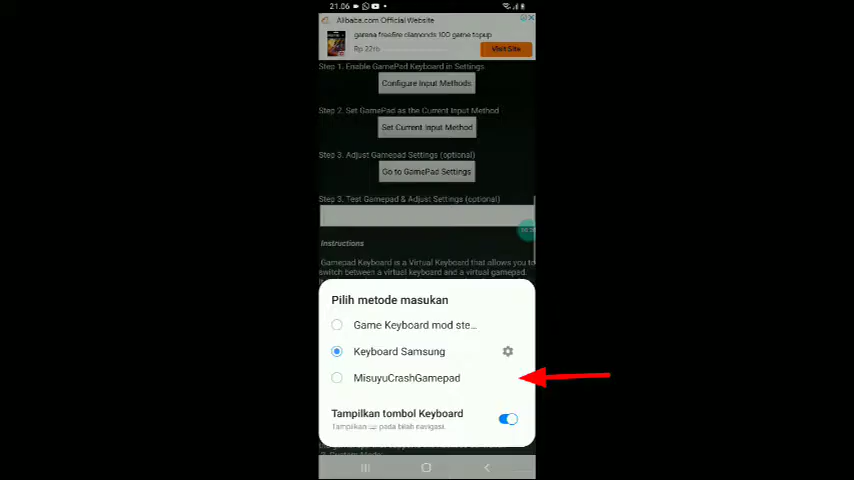 21.06
Alibaba.com Official Website
garena freefire diamonds 100 game topup
Visit Site
Step 1. Enable GamePad Keyboard in Settings
Configure Input Methods
Step 2. Set GamePad as the Current Input Method
Set Current Input Method
Step 3. Adjust Gamepad Settings (optional)
Go to GamePad Settings
Step 3. Test Gamepad & Adjust Settings (optional)
Instructions
Gamepad Keyboard is a Virtual Keyboard that allows you to
switch between a virtual keyboard and a virtual gamepad.
Pilih metode masukan
Game Keyboard mod ste...
Keyboard Samsung
MisuyuCrashGamepad
Tampilkan tombol Keyboard
Tampilkan pada bilah navigasi.